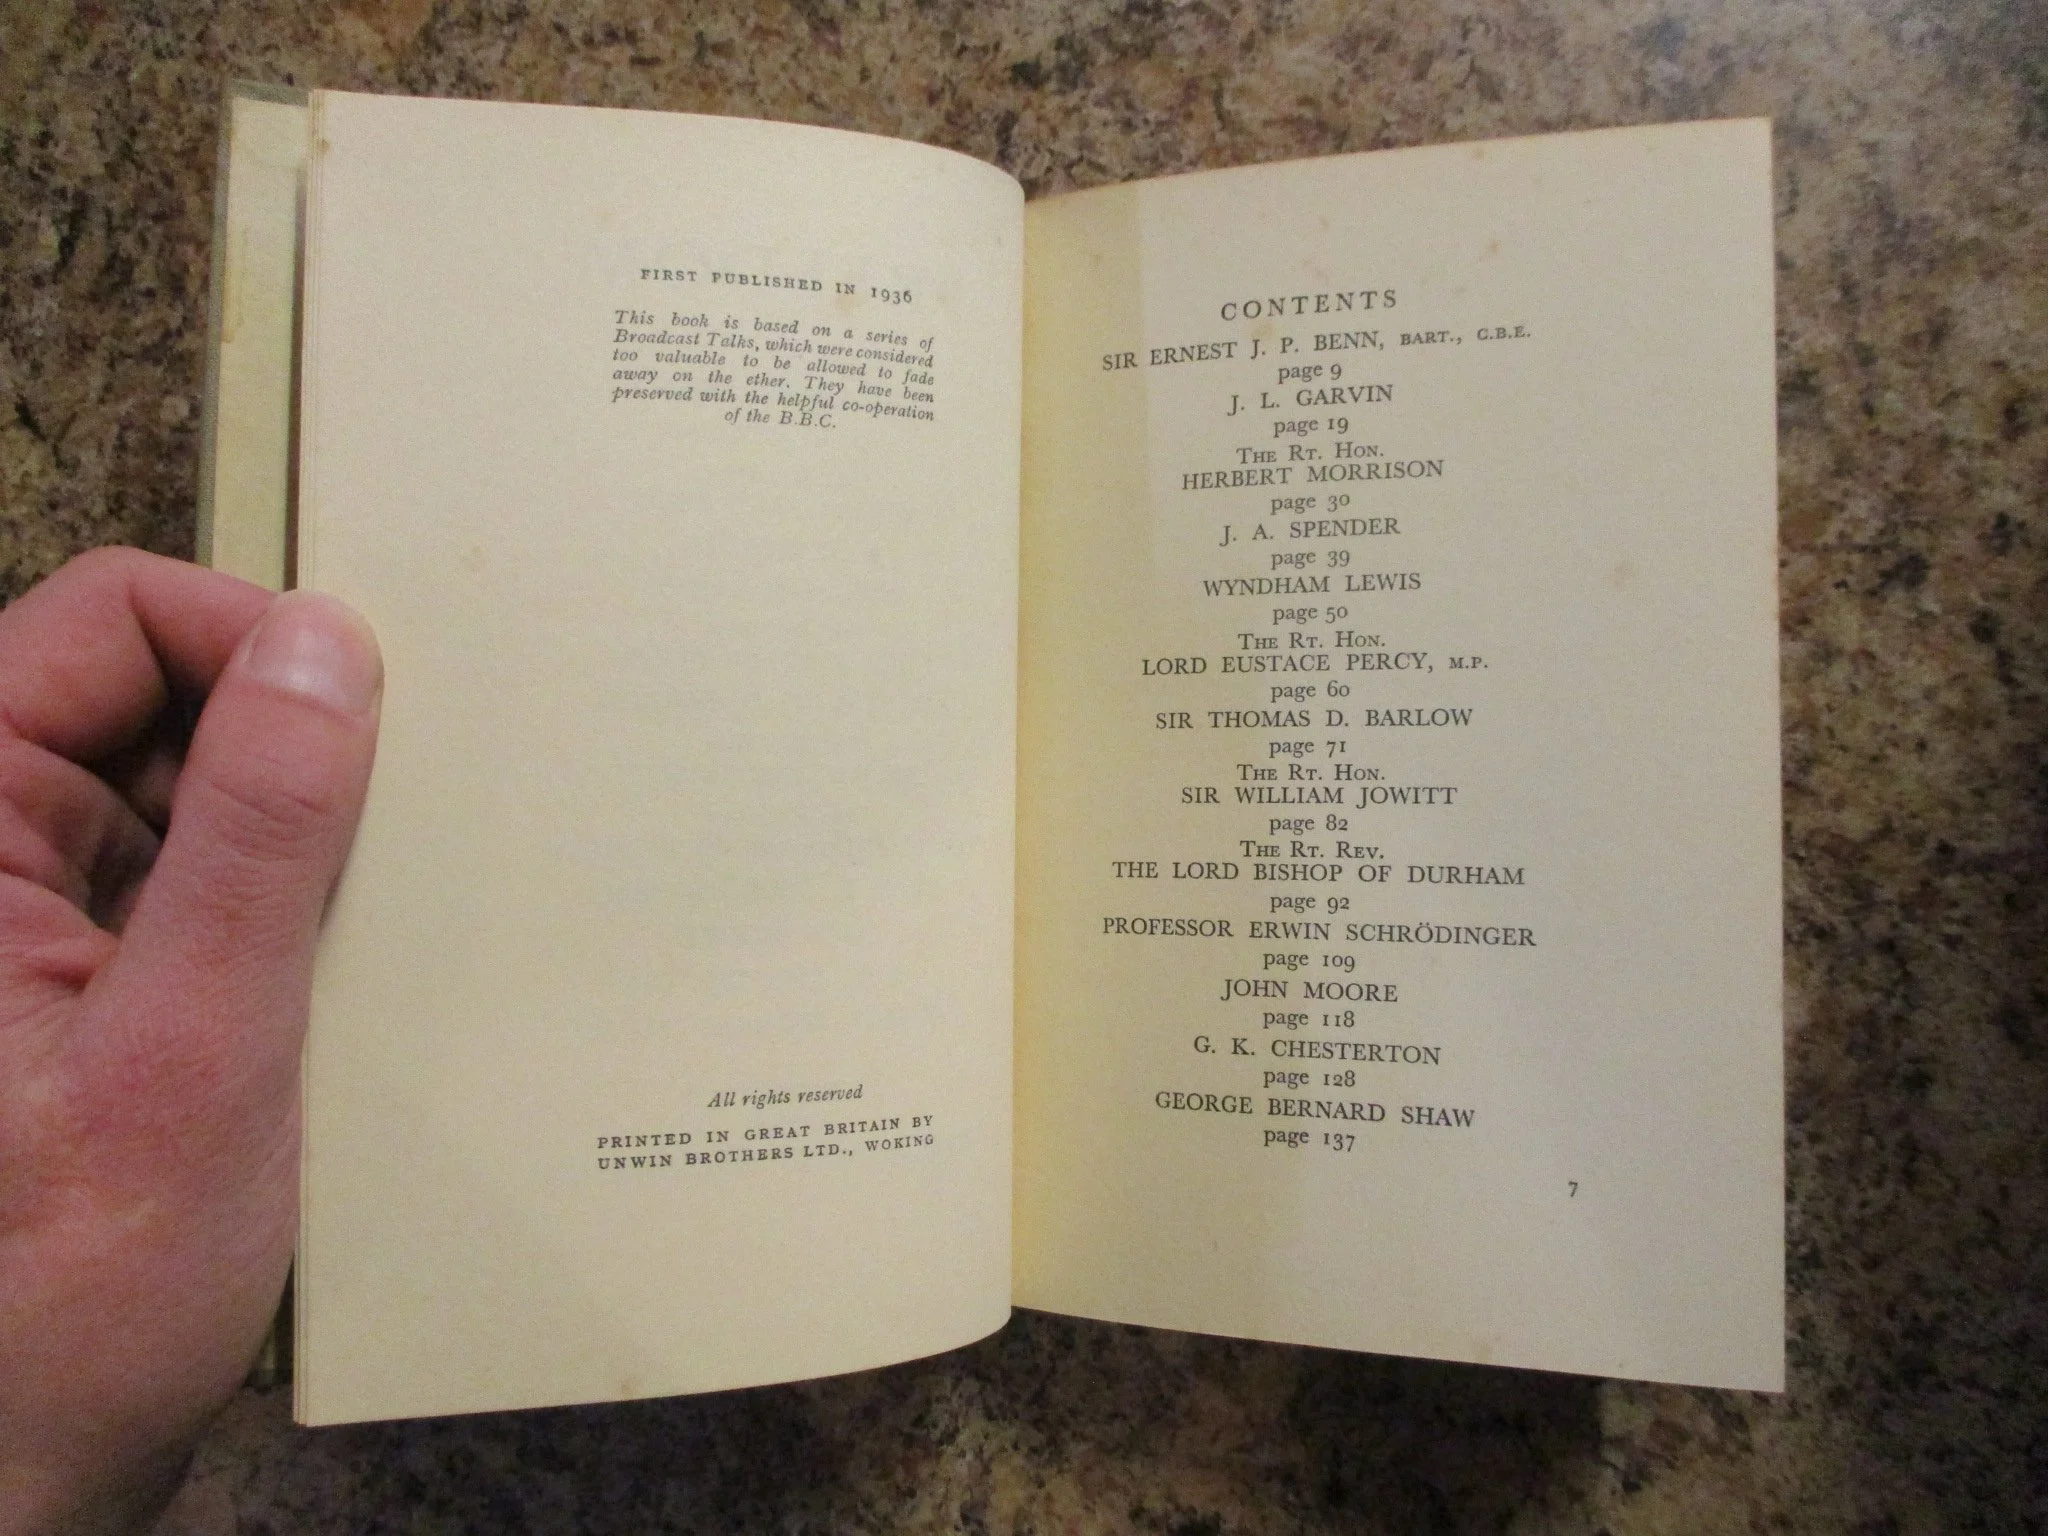 FIRST PUBLISHED IN 1936
This book is based on a series of
Broadcast Talks, which were considered
too valuable to be allowed to fade
away on the ether. They have been
preserved with the helpful co-operation
of the B.B.C.
All rights reserved
PRINTED IN GREAT BRITAIN BY
UNWIN BROTHERS LTD., WOKING
CONTENTS
SIR ERNEST J. P. BENN, BART., C.B.E.
page 9
J. L. GARVIN
page 19
THE RT. HON.
HERBERT MORRISON
page 30
J. A. SPENDER
page 39
WYNDHAM LEWIS
page 50
THE RT. HON.
LORD EUSTACE PERCY, M.P.
page 60
SIR THOMAS D. BARLOW
page 71
THE RT. HON.
SIR WILLIAM JOWITT
page 82
THE RT. REV.
THE LORD BISHOP OF DURHAM
page 92
PROFESSOR ERWIN SCHRÖDINGER
page 109
JOHN MOORE
page 118
G. K. CHESTERTON
page 128
GEORGE BERNARD SHAW
page 137
7